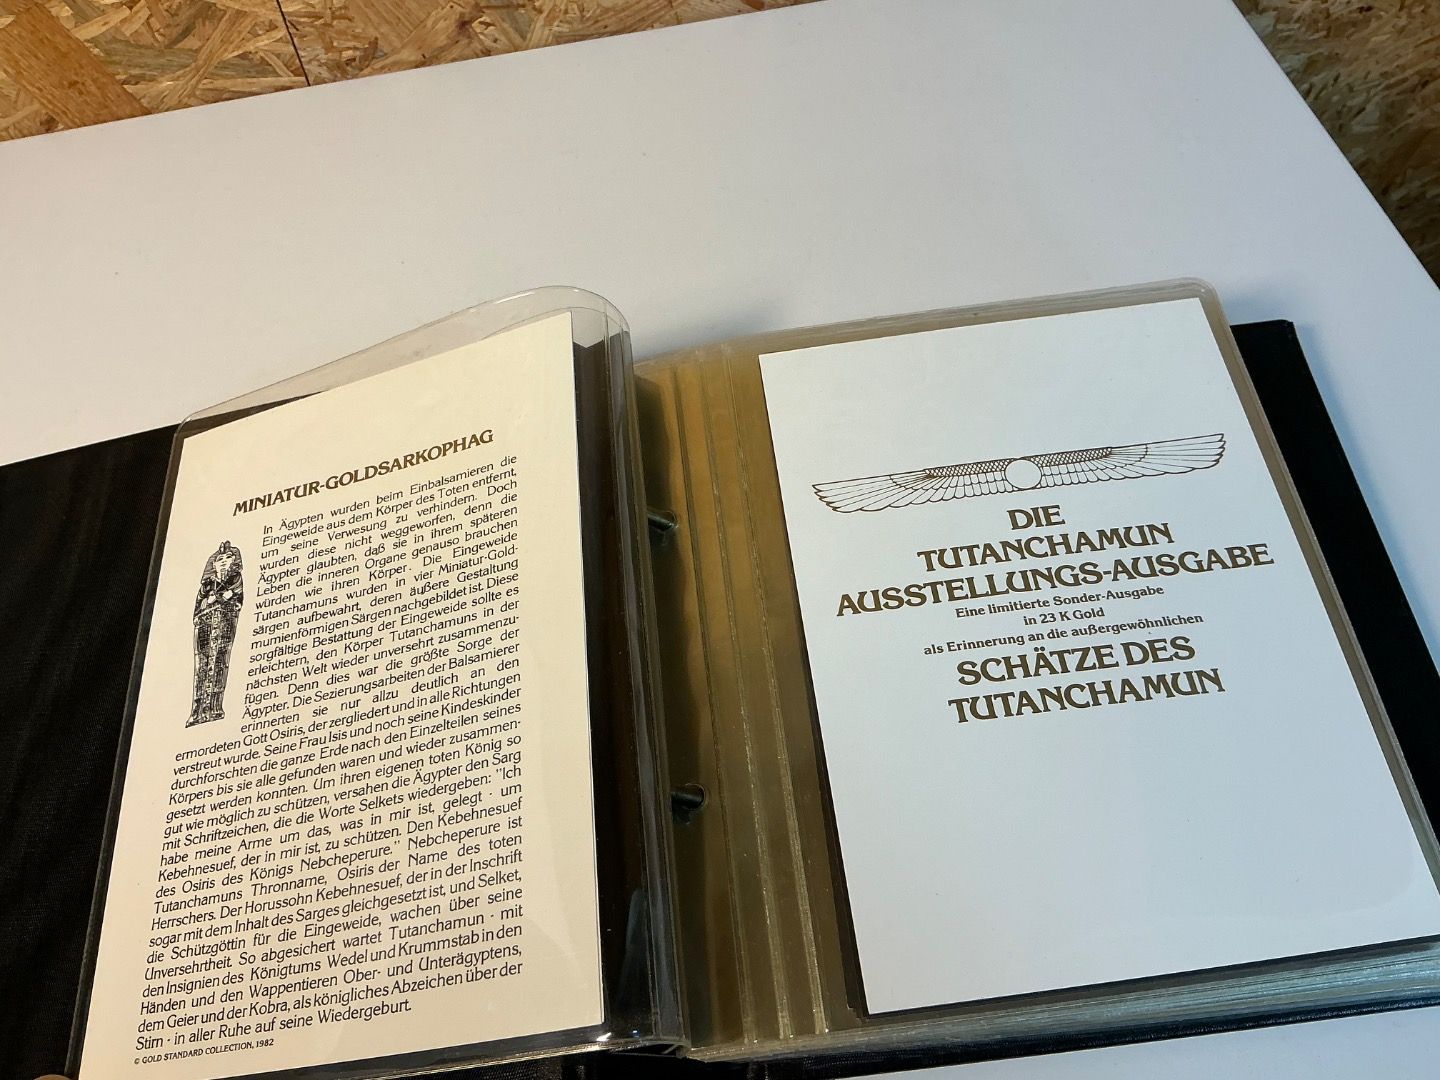 MINIATUR-GOLDSARKOPHAG
In Ägypten wurden beim Einbalsamieren die
Eingeweide aus dem Körper des Toten entfernt,
um seine Verwesung zu verhindern. Doch
wurden diese nicht weggeworfen, denn die
Ägypter glaubten, daß sie in ihrem späteren
Leben die inneren Organe genauso brauchen
würden wie ihren Körper. Die Eingeweide
Tutanchamuns wurden in vier Miniatur-Gold-
särgen aufbewahrt, deren äußere Gestaltung
mumienförmigen Särgen nachgebildet ist. Diese
sorgfältige Bestattung der Eingeweide sollte es
erleichtern, den Körper Tutanchamuns in der
nächsten Welt wieder unversehrt zusammenzu-
fügen. Denn dies war die größte Sorge der
Ägypter. Die Sezierungsarbeiten der Balsamierer
erinnerten sie nur allzu deutlich an den
ermordeten Gott Osiris, der zergliedert und in alle Richtungen
verstreut wurde. Seine Frau Isis und noch seine Kindeskinder
durchforschten die ganze Erde nach den Einzelteilen seines
Körpers bis sie alle gefunden waren und wieder zusammen-
gesetzt werden konnten. Um ihren eigenen toten König so
gut wie möglich zu schützen, versahen die Ägypter den Sarg
mit Schriftzeichen, die die Worte Selkets wiedergeben: "Ich
habe meine Arme um das, was in mir ist, gelegt - um
Kebehnesuef, der in mir ist, zu schützen. Den Kebehnesuef
des Osiris des Königs Nebcheperure." Nebcheperure ist
Tutanchamuns Thronname, Osiris der Name des toten
Herrschers. Der Horussohn Kebehnesuef, der in der Inschrift
sogar mit dem Inhalt des Sarges gleichgesetzt ist, und Selket,
die Schützgöttin für die Eingeweide, wachen über seine
Unversehrtheit. So abgesichert wartet Tutanchamun - mit
den Insignien des Königtums Wedel und Krummstab in den
Händen und den Wappentieren Ober- und Unterägyptens,
dem Geier und der Kobra, als königliches Abzeichen über der
Stirn - in aller Ruhe auf seine Wiedergeburt.
© GOLD STANDARD COLLECTION, 1982
DIE
TUTANCHAMUN
AUSSTELLUNGS-AUSGABE
Eine limitierte Sonder-Ausgabe
in 23 K Gold
als Erinnerung an die außergewöhnlichen
SCHÄTZE DES
TUTANCHAMUN